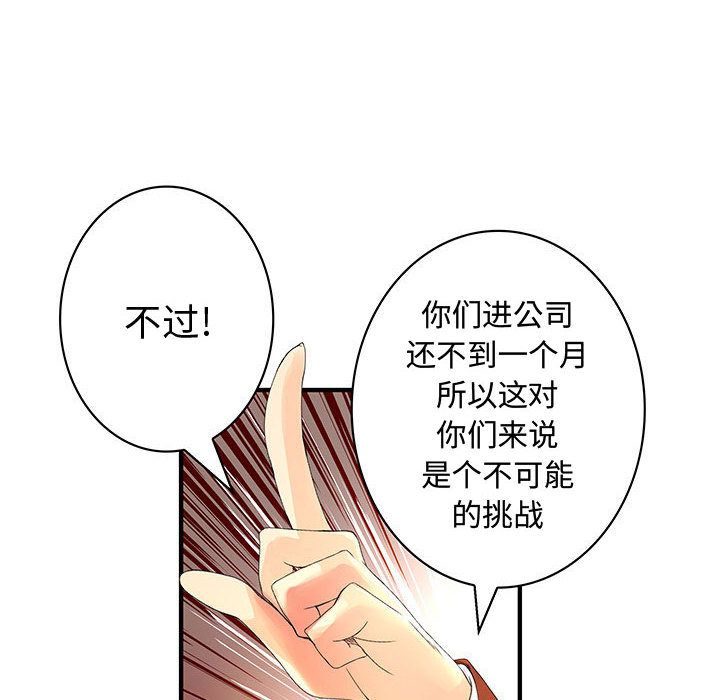 不过!
你们进公司
还不到一个月
所以这对
你们来说
是个不可能
的挑战